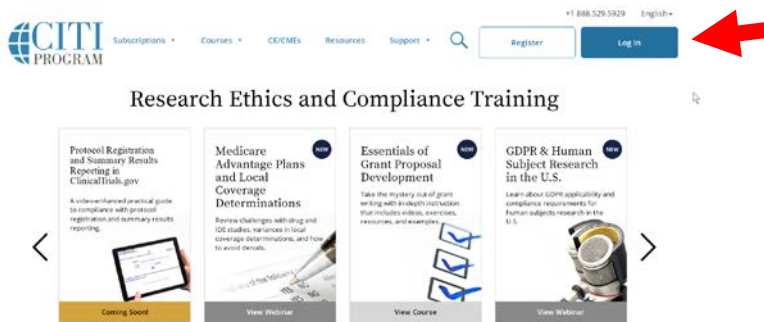 +1 888.529.5929 English
CITI
PROGRAM
Subscriptions Courses CE/CMEs Resources Support Register Log In
Research Ethics and Compliance Training
Protocol Registration
and Summary Results
Reporting in
ClinicalTrials.gov
A video-enhanced practical guide
to compliance with protocol
registration and summary results
reporting.
Coming Soon!
NEW
Medicare
Advantage Plans
and Local
Coverage
Determinations
Review challenges with drug and
IDE studies, variances in local
coverage determinations, and how
to avoid denials.
View Webinar
NEW
Essentials of
Grant Proposal
Development
Take the mystery out of grant
writing with in-depth instruction
that includes videos, exercises,
resources, and examples.
View Course
NEW
GDPR & Human
Subject Research
in the U.S.
Learn about GDPR applicability and
compliance requirements for
human subjects research in the
U.S.
View Webinar